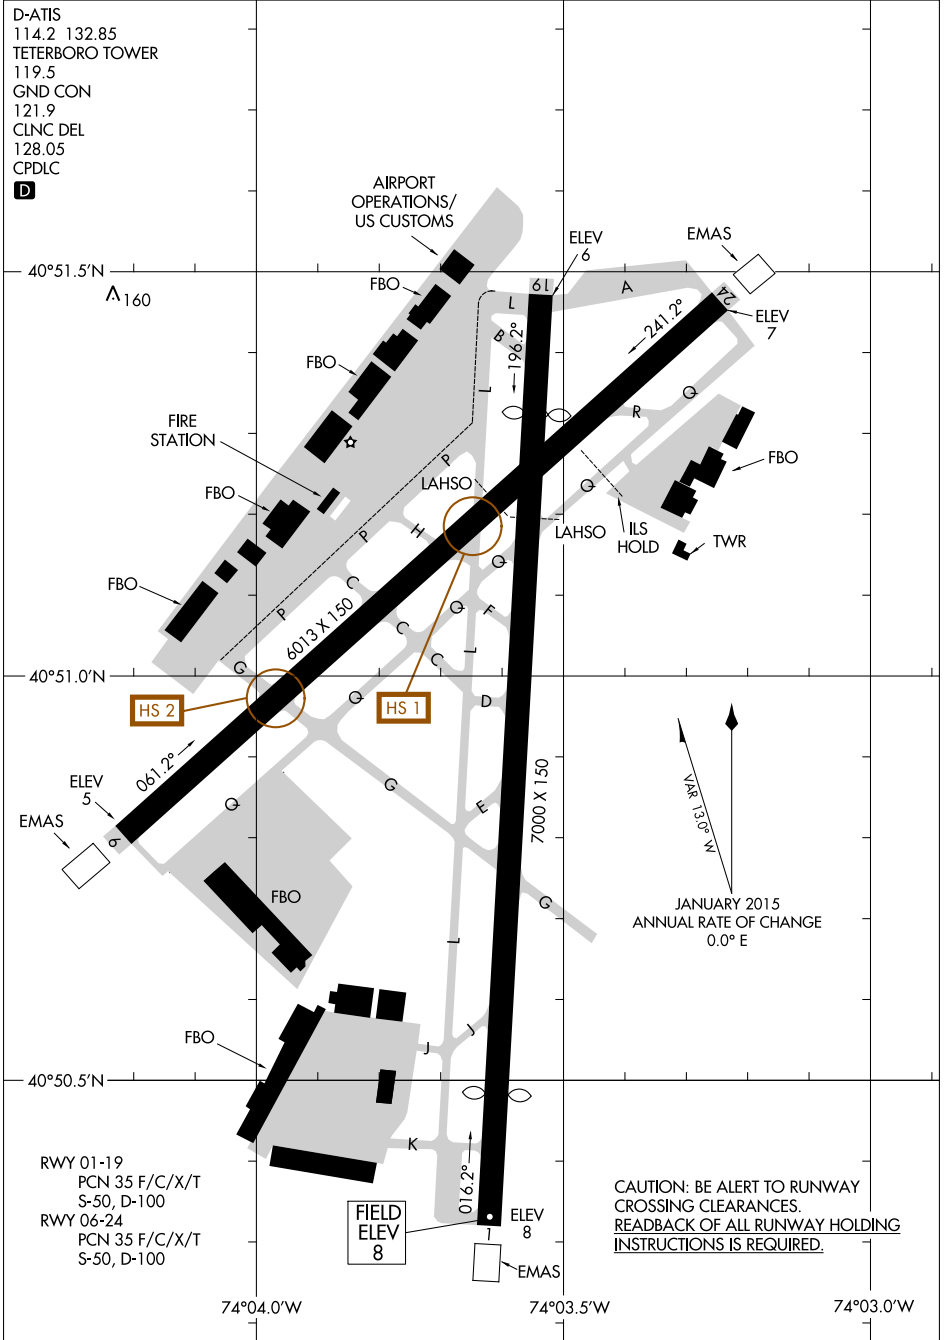 D-ATIS
114.2 132.85
TETERBORO TOWER
119.5
GND CON
121.9
CLNC DEL
128.05
CPDLC
D
AIRPORT
OPERATIONS/
US CUSTOMS
ELEV
6
EMAS
40°51.5'N
160
FBO
19
L
A
24
ELEV
7
241.2°
B
196.2°
FBO
L
Q
R
FIRE
STATION
P
FBO
LAHSO
FBO
Q
H
P
LAHSO
ILS
HOLD
TWR
Q
FBO
C
Q
F
P
6013 X 150
C
L
C
G
40°51.0'N
Q
D
HS 2
HS 1
061.2°
ELEV
5
G
7000 X 150
VAR 13.0° W
Q
E
EMAS
6
FBO
G
JANUARY 2015
ANNUAL RATE OF CHANGE
0.0° E
L
FBO
J
J
40°50.5'N
K
RWY 01-19
PCN 35 F/C/X/T
S-50, D-100
RWY 06-24
PCN 35 F/C/X/T
S-50, D-100
016.2°
FIELD
ELEV
8
ELEV
8
1
EMAS
CAUTION: BE ALERT TO RUNWAY
CROSSING CLEARANCES.
READBACK OF ALL RUNWAY HOLDING
INSTRUCTIONS IS REQUIRED.
74°04.0'W
74°03.5'W
74°03.0'W